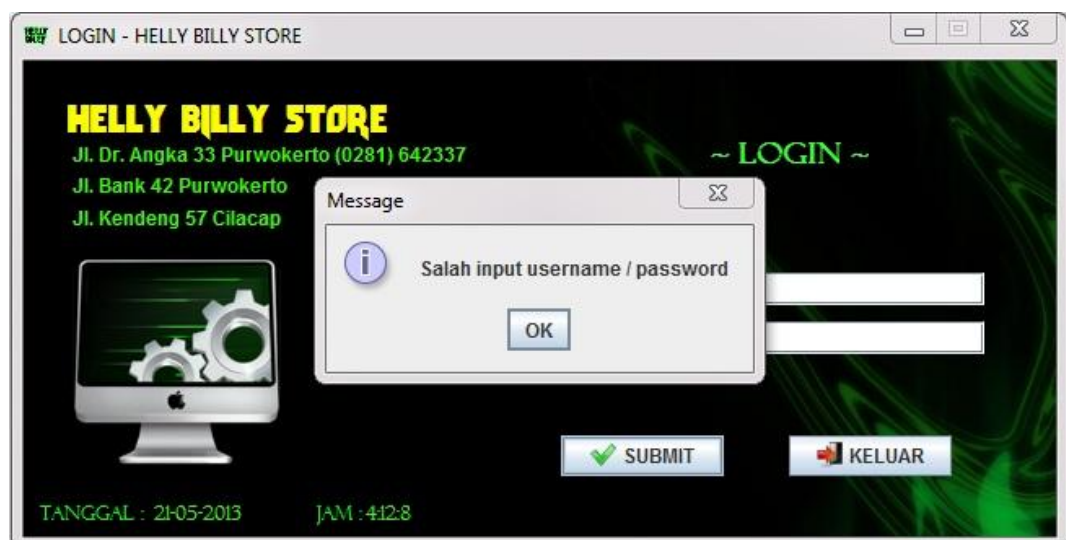 LOGIN - HELLY BILLY STORE
HELLY BILLY STORE
Jl. Dr. Angka 33 Purwokerto (0281) 642337
Jl. Bank 42 Purwokerto
Jl. Kendeng 57 Cilacap
~ LOGIN ~
Message
Salah input username / password
OK
SUBMIT
KELUAR
TANGGAL : 21-05-2013
JAM :4:12:8